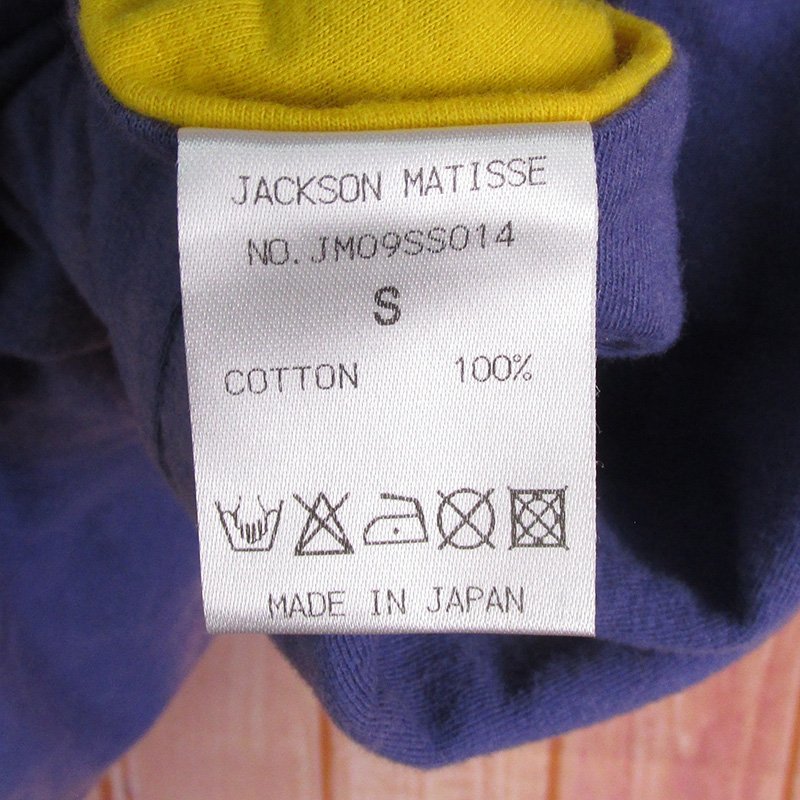 JACKSON MATISSE
NO. JM09SS014
S
COTTON 100%
MADE IN JAPAN